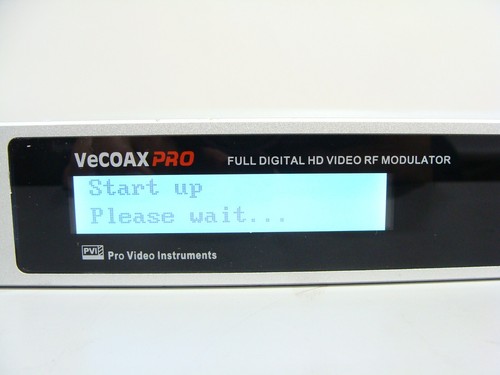 VeCOAX PRO FULL DIGITAL HD VIDEO RF MODULATOR
Start up
Please wait...
PVI Pro Video Instruments